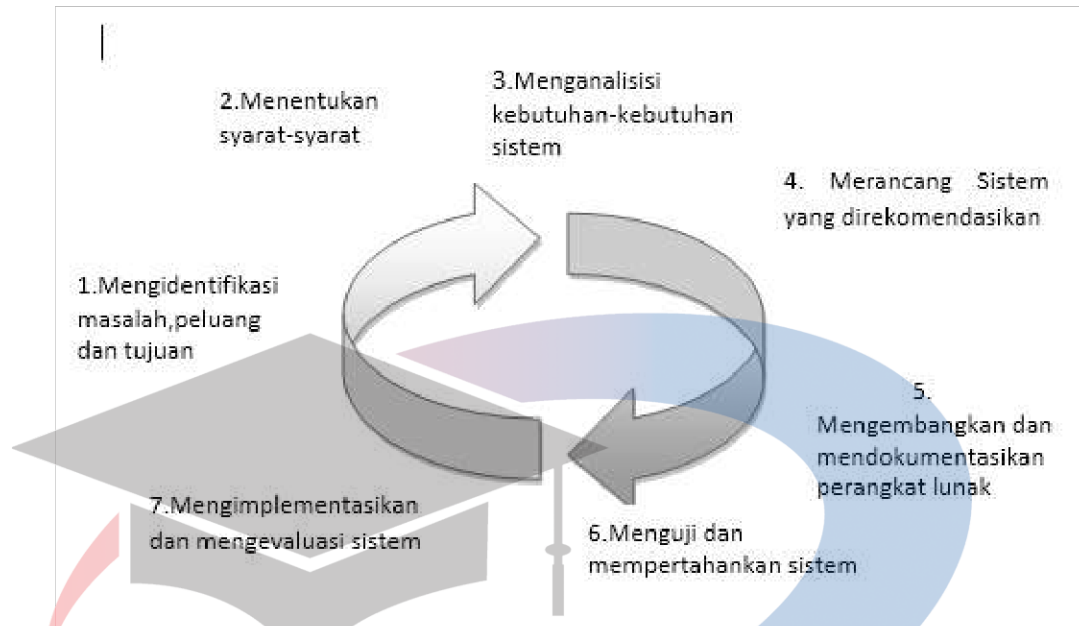 1.Mengidentifikasi
masalah,peluang
dan tujuan
2.Menentukan
syarat-syarat
3.Menganalisisi
kebutuhan-kebutuhan
sistem
4. Merancang Sistem
yang direkomendasikan
5.
Mengembangkan dan
mendokumentasikan
perangkat lunak
6.Menguji dan
mempertahankan sistem
7.Mengimplementasikan
dan mengevaluasi sistem